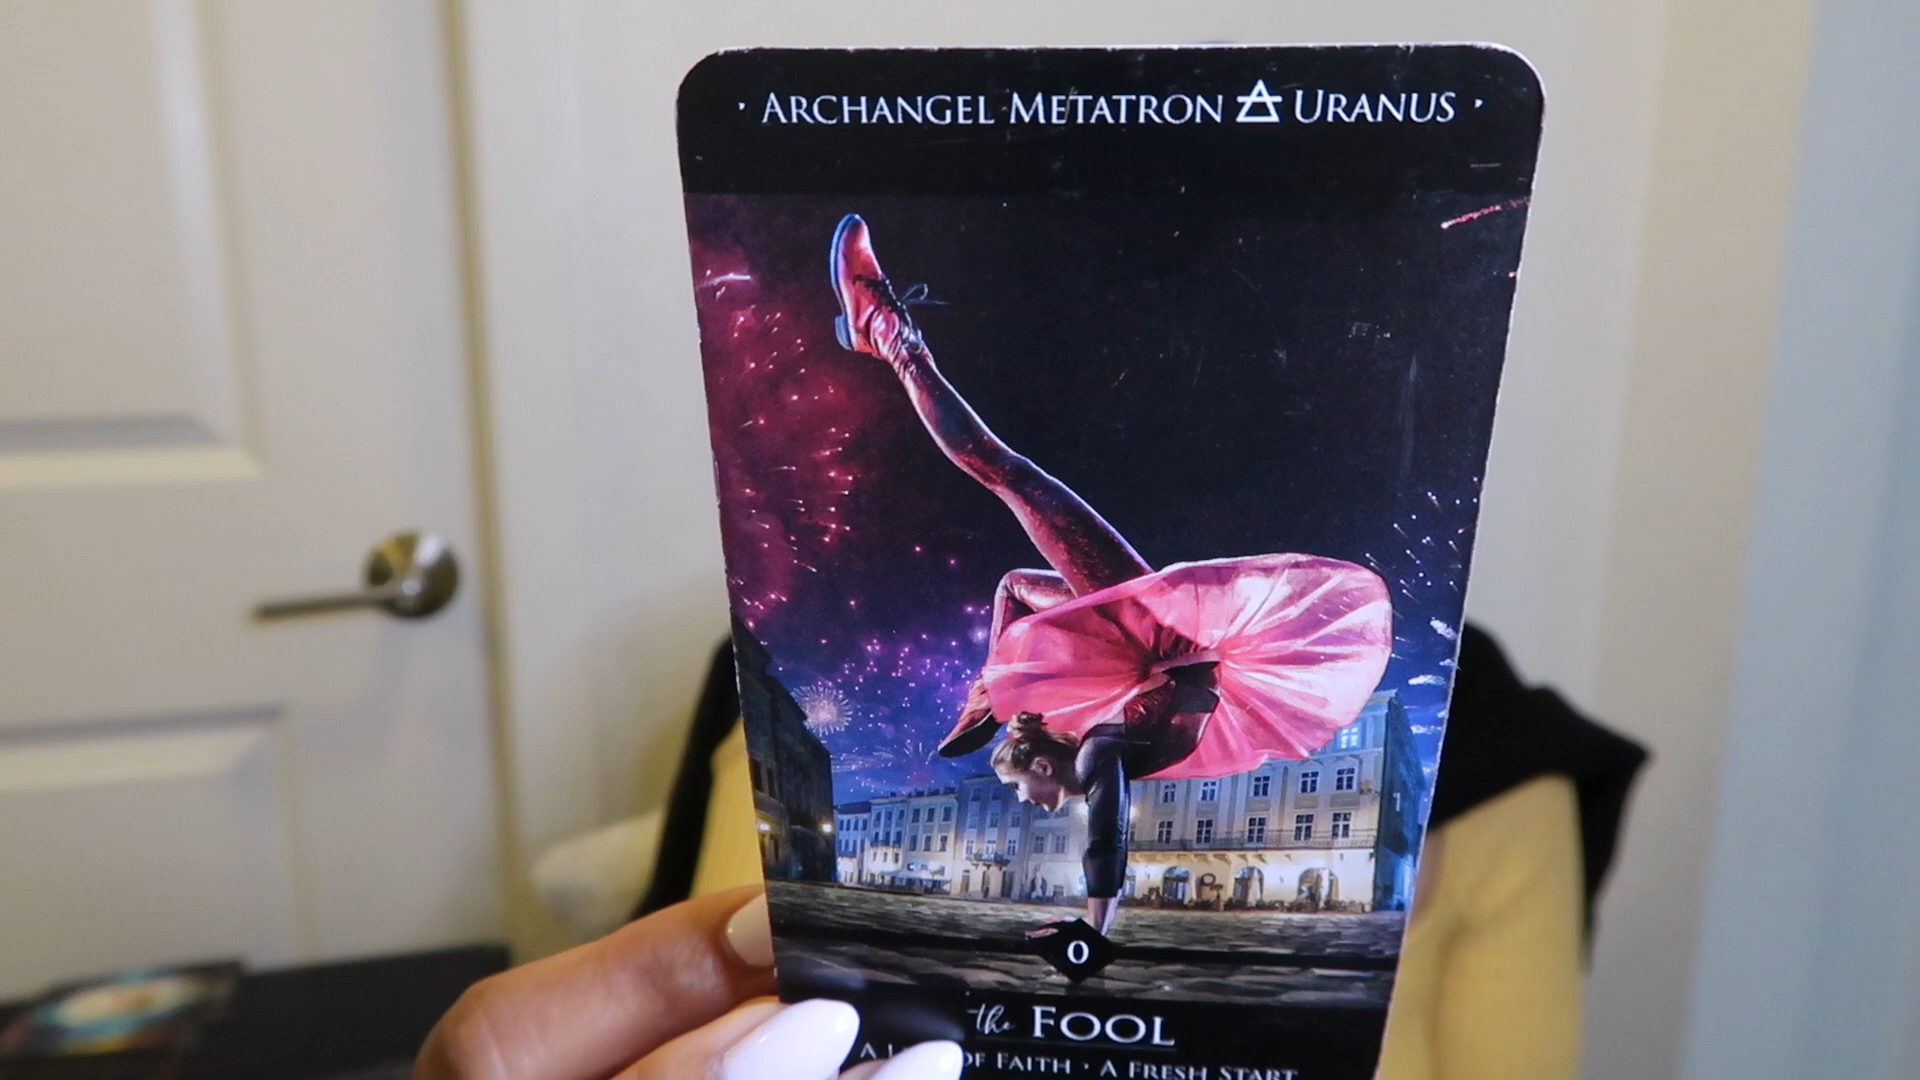 · ARCHANGEL METATRON 🜁 URANUS ·
0
the FOOL
A OF FAITH · A FRESH START